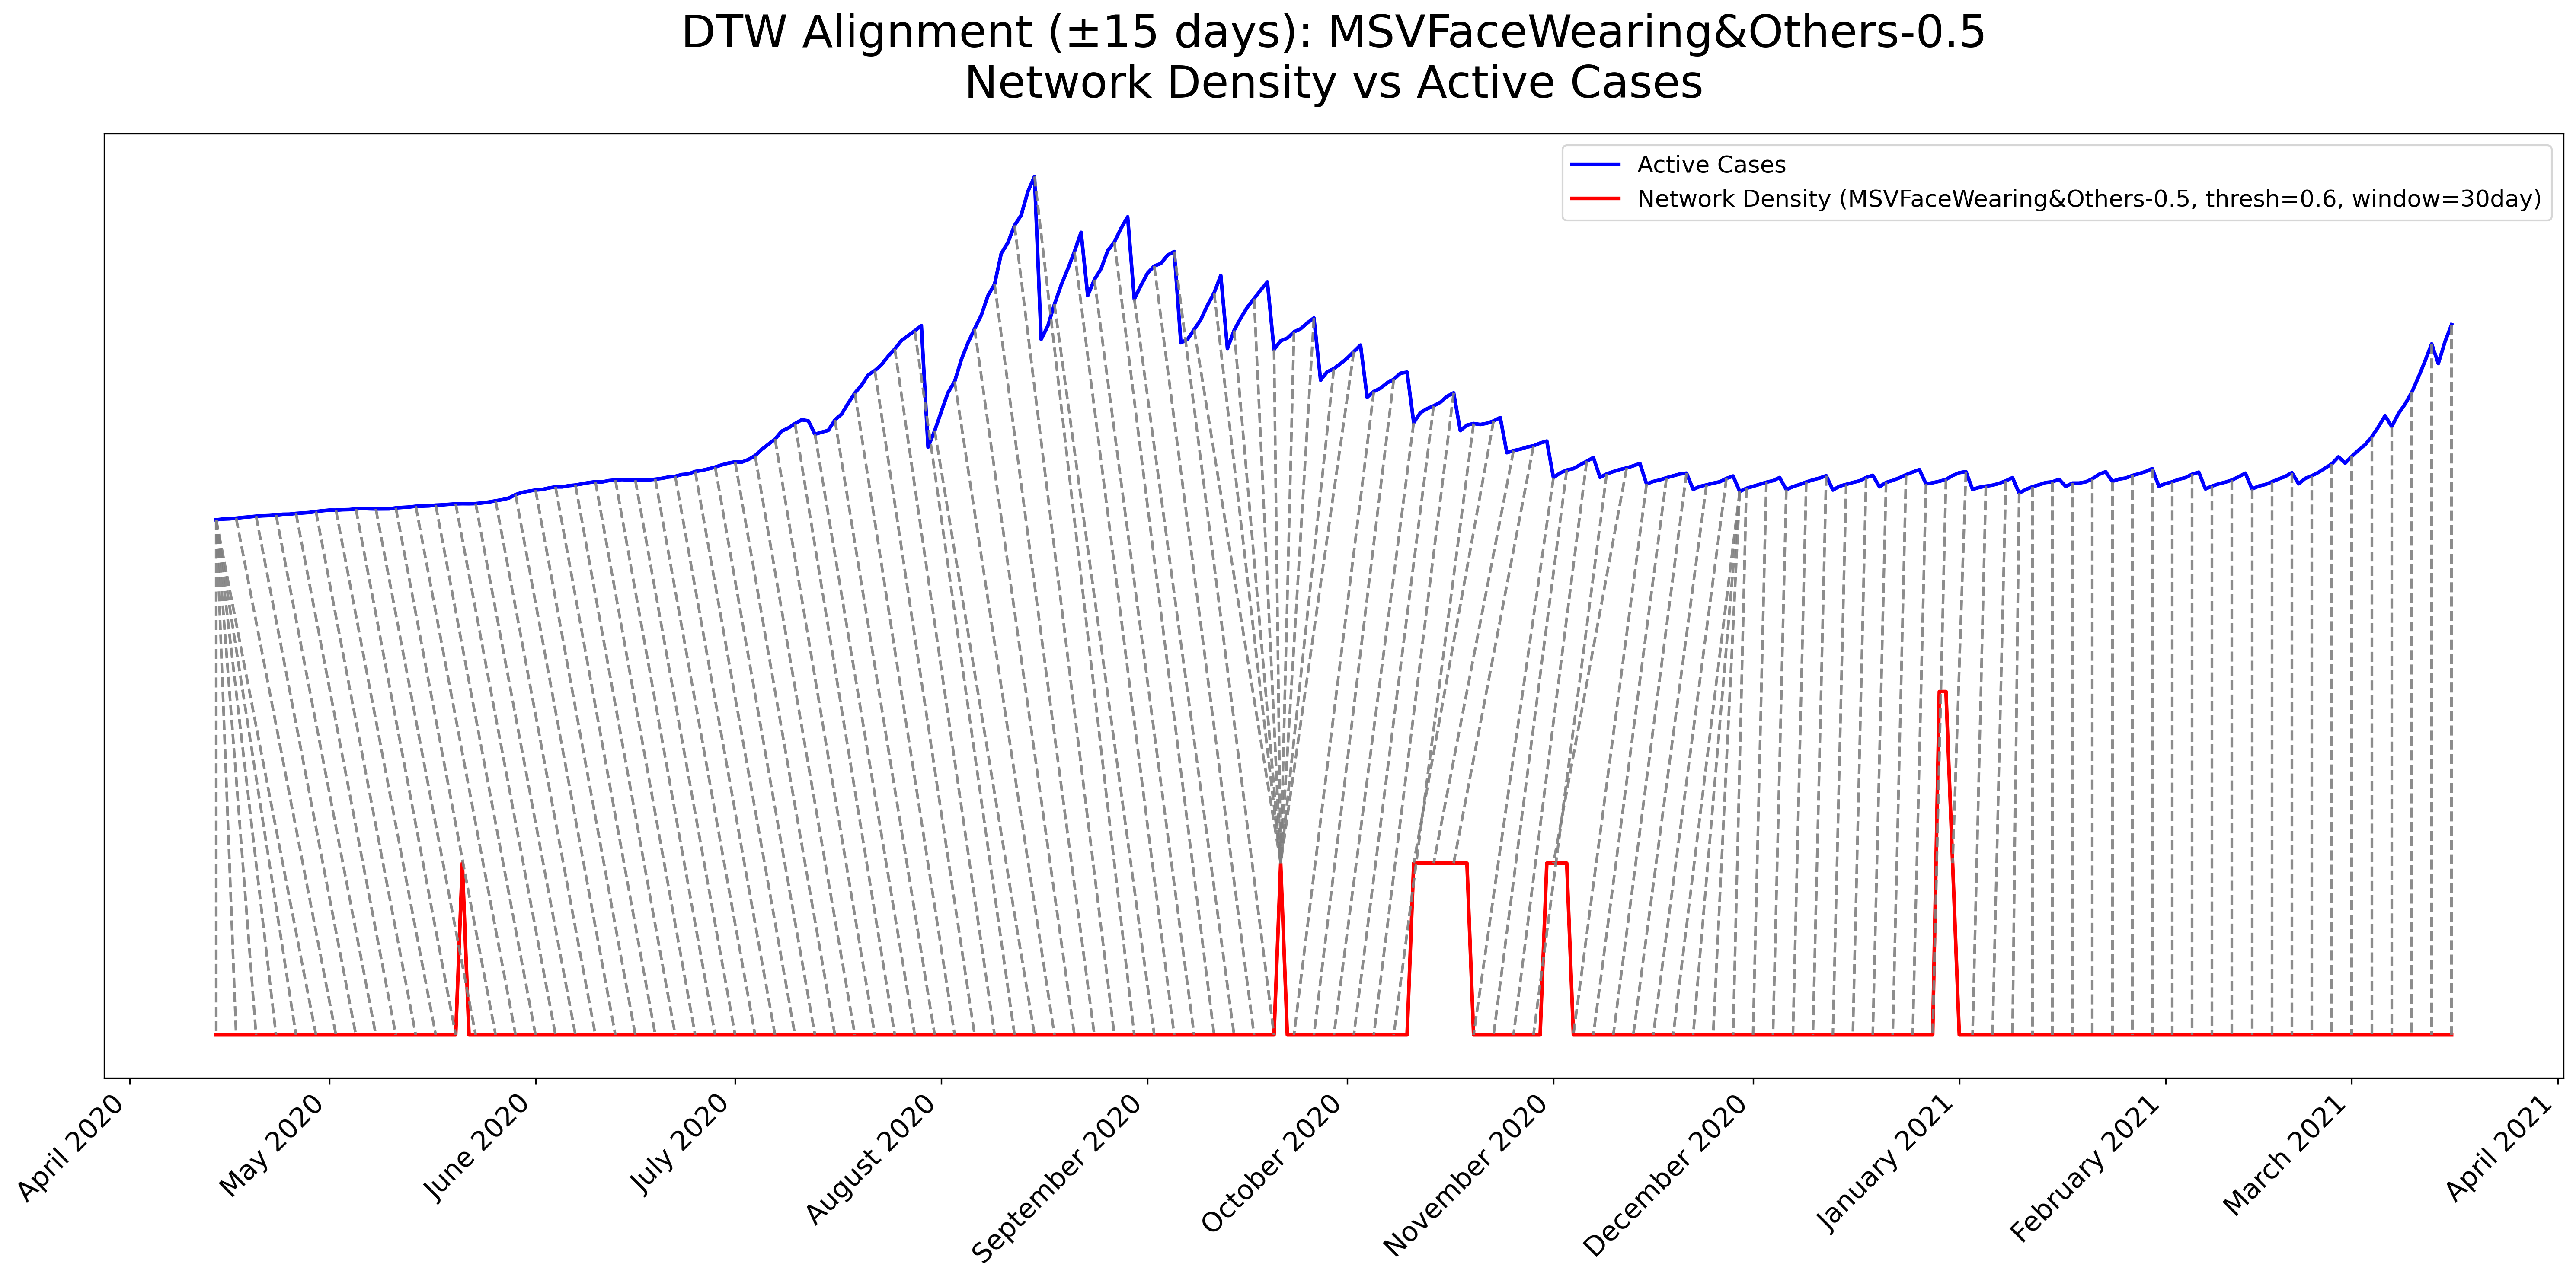 DTW Alignment (±15 days): MSVFaceWearing&Others-0.5
Network Density vs Active Cases
Active Cases
Network Density (MSVFaceWearing&Others-0.5, thresh=0.6, window=30day)
April 2020
May 2020
June 2020
July 2020
August 2020
September 2020
October 2020
November 2020
December 2020
January 2021
February 2021
March 2021
April 2021